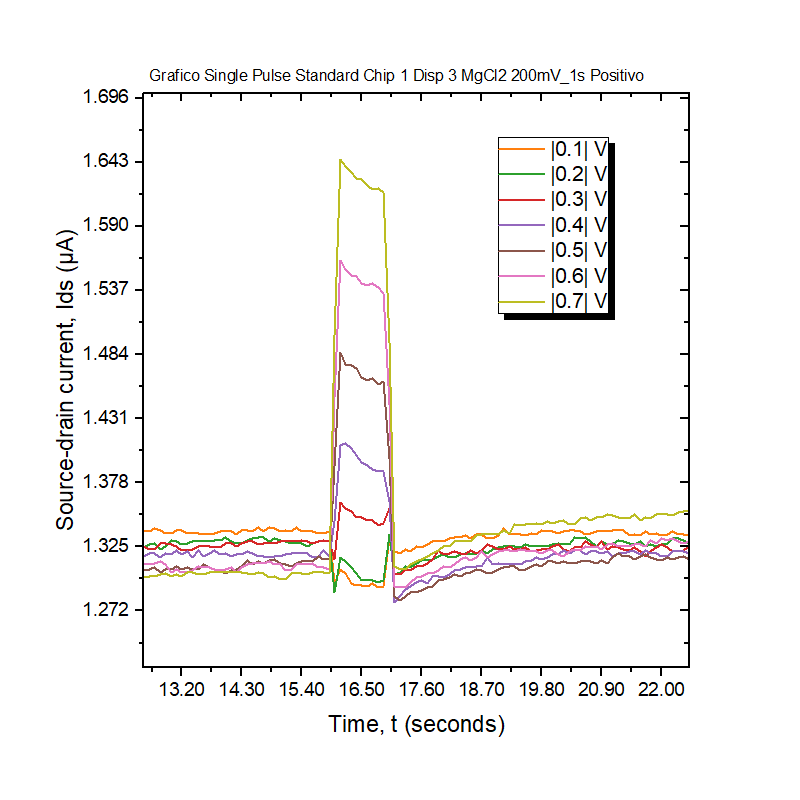 Grafico Single Pulse Standard Chip 1 Disp 3 MgCl2 200mV_1s Positivo
1.696
1.643
1.590
1.537
1.484
1.431
1.378
1.325
1.272
Source-drain current, Ids (μA)
|0.1| V
|0.2| V
|0.3| V
|0.4| V
|0.5| V
|0.6| V
|0.7| V
13.20 14.30 15.40 16.50 17.60 18.70 19.80 20.90 22.00
Time, t (seconds)